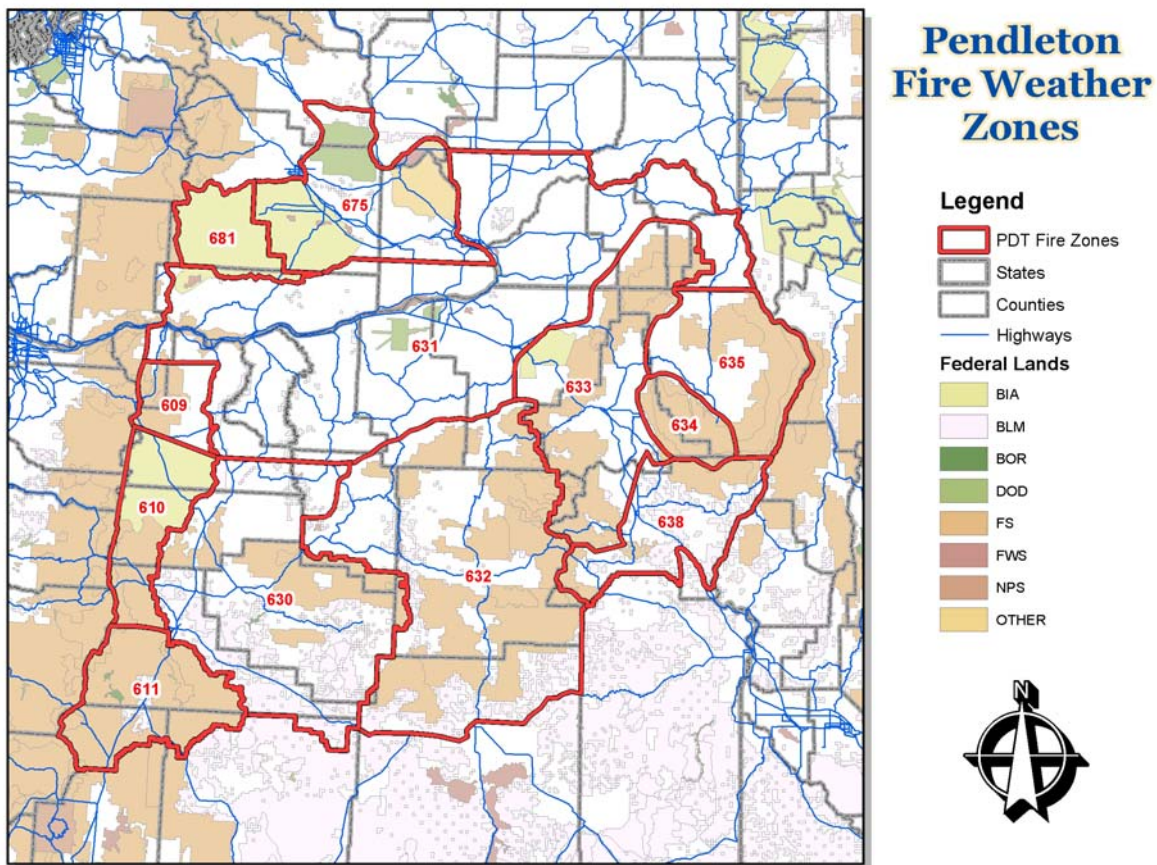 Pendleton
Fire Weather
Zones
Legend
PDT Fire Zones
States
Counties
Highways
Federal Lands
BIA
BLM
BOR
DOD
FS
FWS
NPS
OTHER
N
675
681
631
635
633
609
634
610
638
632
630
611